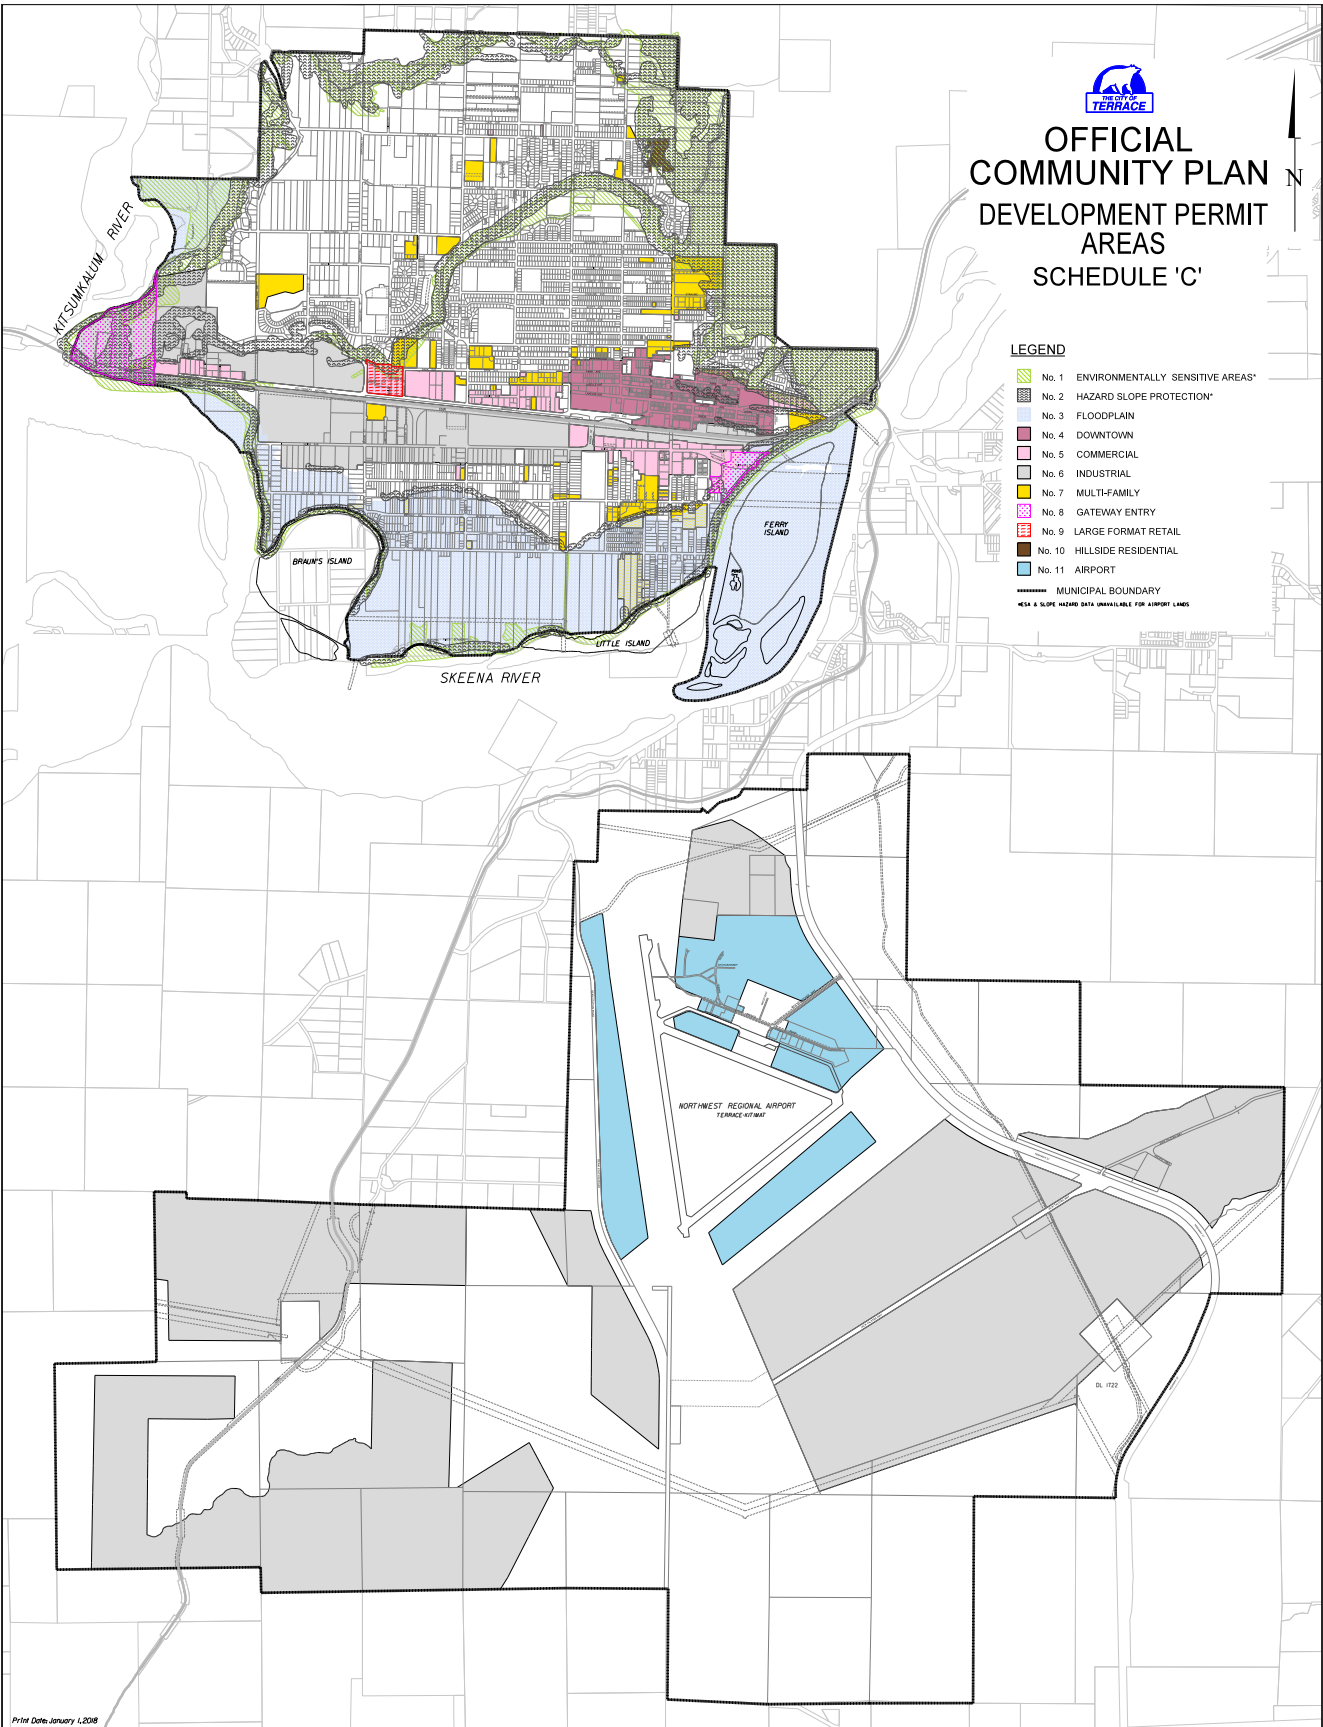 THE CITY OF
TERRACE
OFFICIAL
COMMUNITY PLAN
DEVELOPMENT PERMIT
AREAS
SCHEDULE 'C'
N
LEGEND
No. 1 ENVIRONMENTALLY SENSITIVE AREAS*
No. 2 HAZARD SLOPE PROTECTION*
No. 3 FLOODPLAIN
No. 4 DOWNTOWN
No. 5 COMMERCIAL
No. 6 INDUSTRIAL
No. 7 MULTI-FAMILY
No. 8 GATEWAY ENTRY
No. 9 LARGE FORMAT RETAIL
No. 10 HILLSIDE RESIDENTIAL
No. 11 AIRPORT
MUNICIPAL BOUNDARY
*ESA & SLOPE HAZARD DATA UNAVAILABLE FOR AIRPORT LANDS
KITSUMKALUM RIVER
FERRY
ISLAND
POND
BRAUN'S ISLAND
LITTLE ISLAND
SKEENA RIVER
NORTHWEST REGIONAL AIRPORT
TERRACE-KITIMAT
DL 1722
Print Date: January 1, 2018